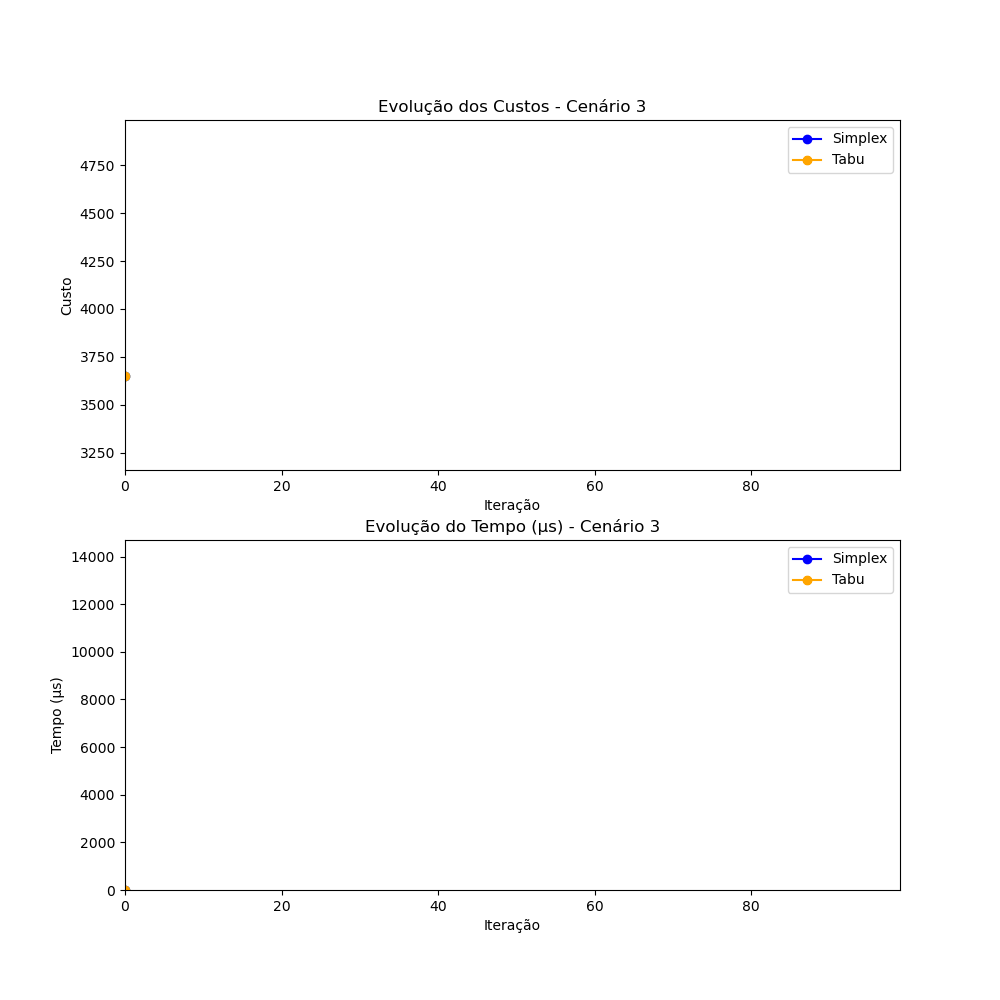 Evolução dos Custos - Cenário 3
Simplex
Tabu
4750
4500
4250
4000
3750
3500
3250
Custo
0 20 40 60 80
Iteração
Evolução do Tempo (µs) - Cenário 3
Simplex
Tabu
14000
12000
10000
8000
6000
4000
2000
0
Tempo (µs)
0 20 40 60 80
Iteração